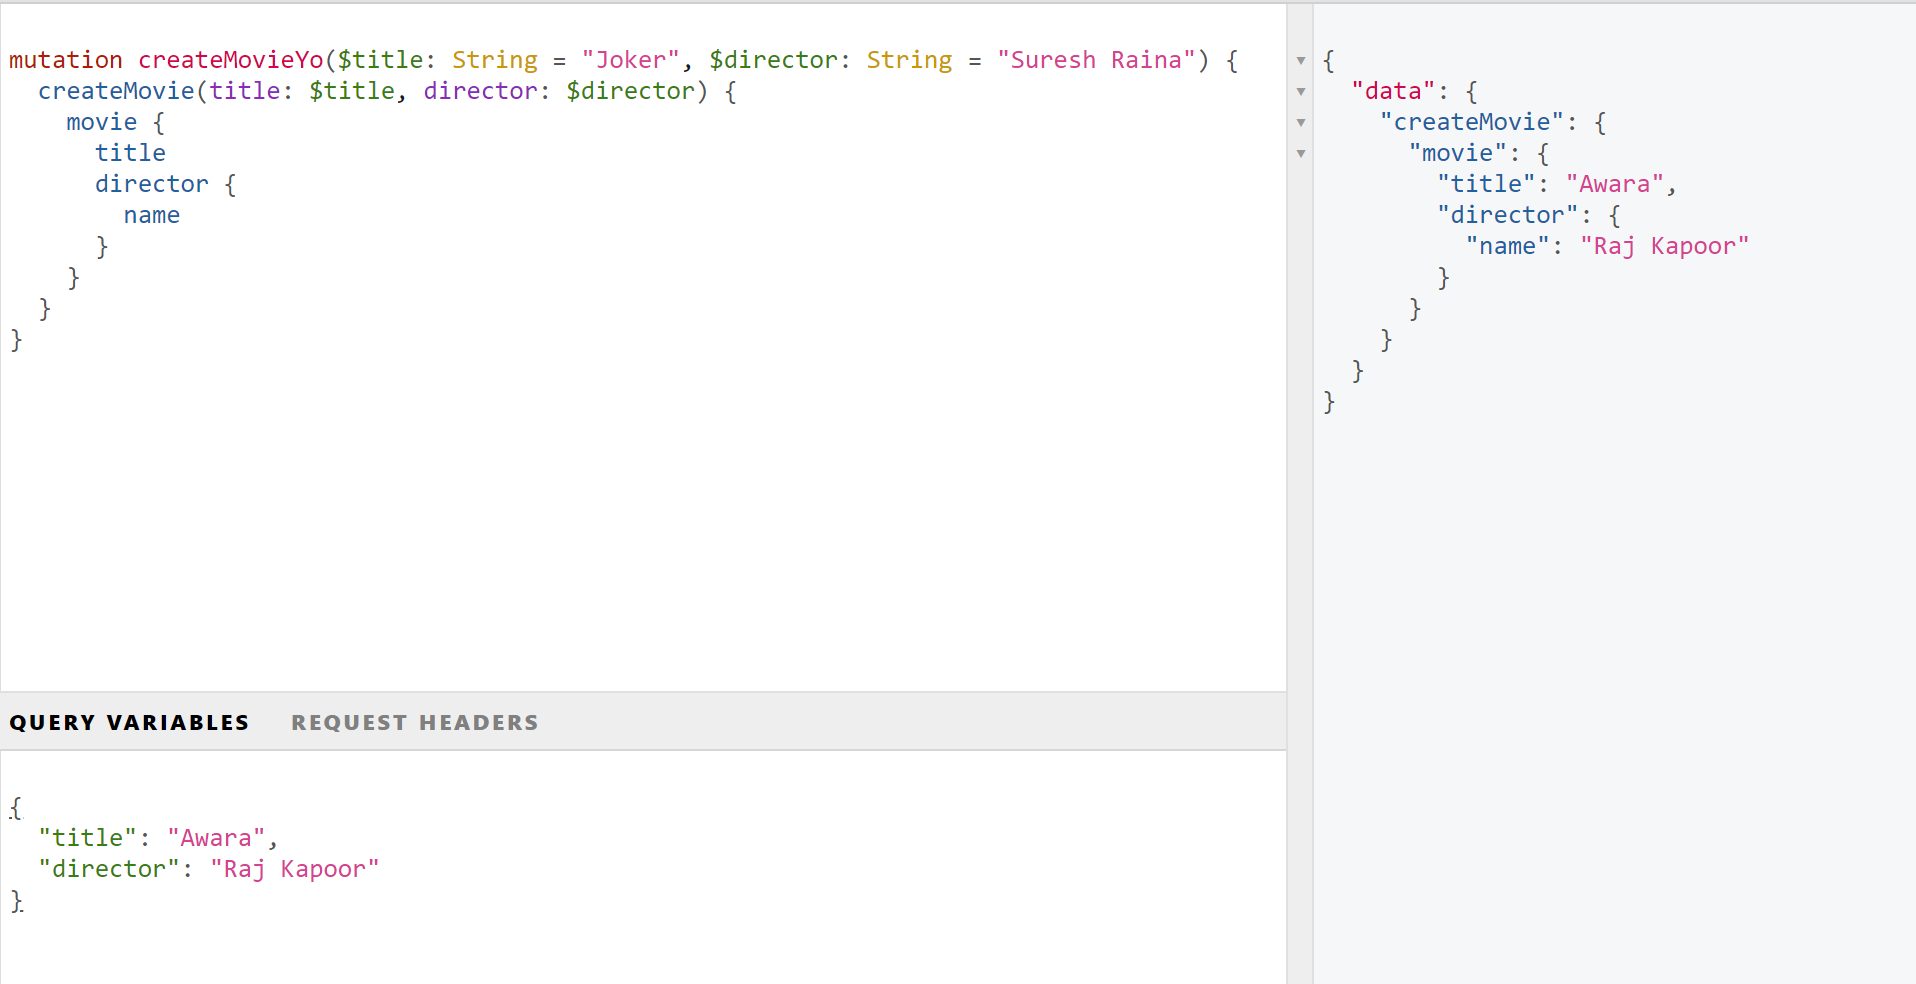 mutation createMovieYo($title: String = "Joker", $director: String = "Suresh Raina") {
  createMovie(title: $title, director: $director) {
    movie {
      title
      director {
        name
      }
    }
  }
}
QUERY VARIABLES REQUEST HEADERS
{
  "title": "Awara",
  "director": "Raj Kapoor"
}
{
  "data": {
    "createMovie": {
      "movie": {
        "title": "Awara",
        "director": {
          "name": "Raj Kapoor"
        }
      }
    }
  }
}